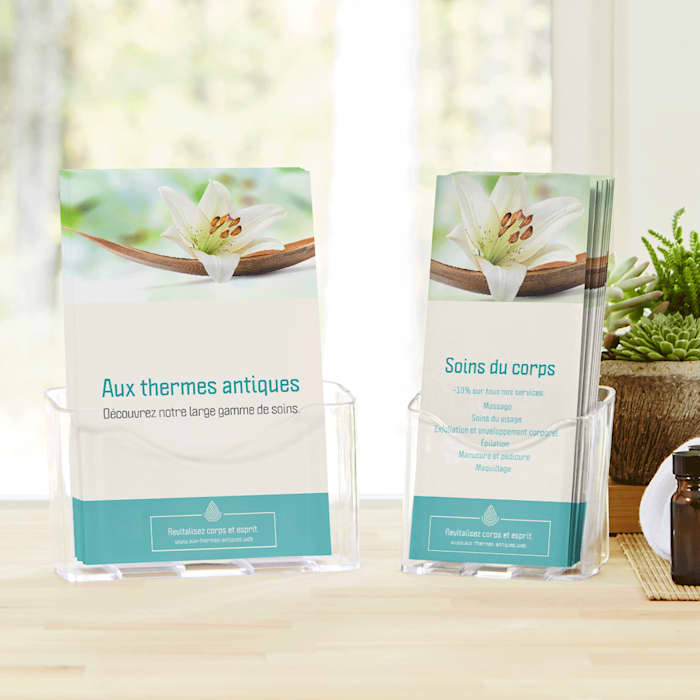 Aux thermes antiques
Découvrez notre large gamme de soins.
Revitalisez corps et esprit
www.aux-thermes-antiques.web
Soins du corps
-10% sur tous nos services
Massage
Soins du visage
Exfoliation et enveloppement corporel
Épilation
Manucure et pédicure
Maquillage
Revitalisez corps et esprit
www.aux-thermes-antiques.web